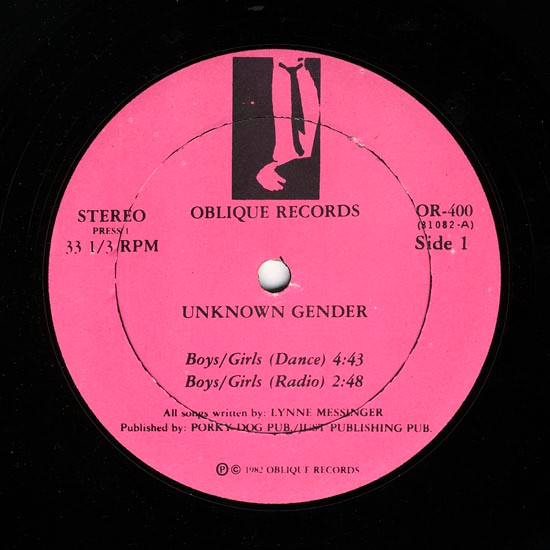 OBLIQUE RECORDS
STEREO
PRESS 1
33 1/3 RPM
OR-400
(81082-A)
Side 1
UNKNOWN GENDER
Boys/Girls (Dance) 4:43
Boys/Girls (Radio) 2:48
All songs written by: LYNNE MESSINGER
Published by: PORKY DOG PUB./JUST PUBLISHING PUB.
Ⓟ © 1982 OBLIQUE RECORDS